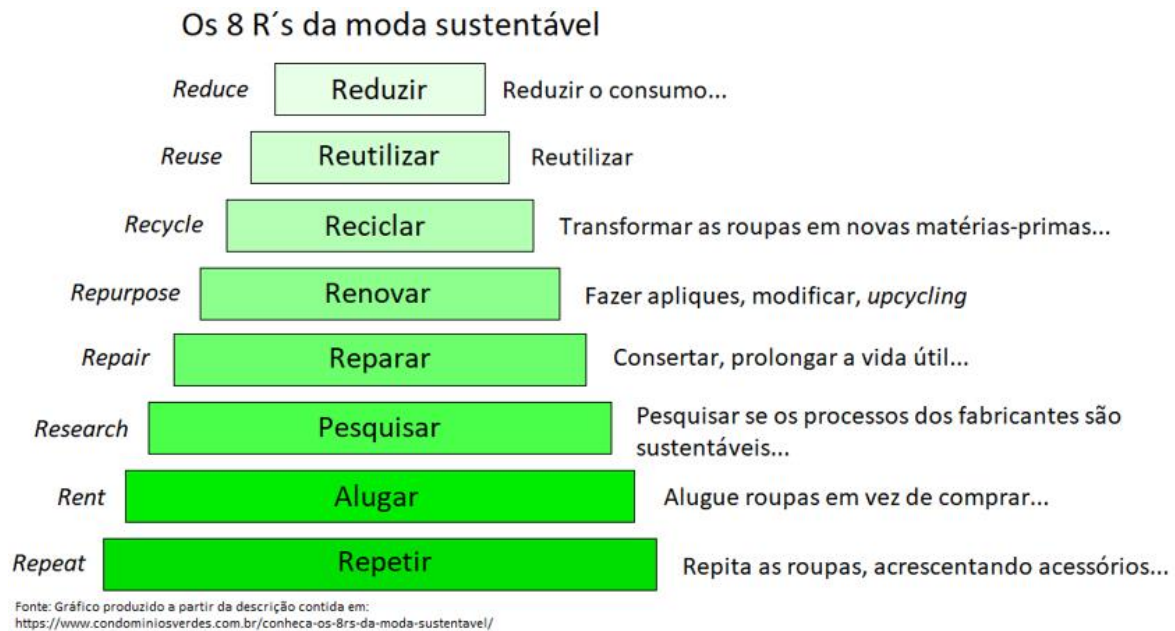 Os 8 R´s da moda sustentável
Reduce Reduzir Reduzir o consumo...
Reuse Reutilizar Reutilizar
Recycle Reciclar Transformar as roupas em novas matérias-primas...
Repurpose Renovar Fazer apliques, modificar, upcycling
Repair Reparar Consertar, prolongar a vida útil...
Research Pesquisar Pesquisar se os processos dos fabricantes são
sustentáveis...
Rent Alugar Alugue roupas em vez de comprar...
Repeat Repetir Repita as roupas, acrescentando acessórios...
Fonte: Gráfico produzido a partir da descrição contida em:
https://www.condominiosverdes.com.br/conheca-os-8rs-da-moda-sustentavel/